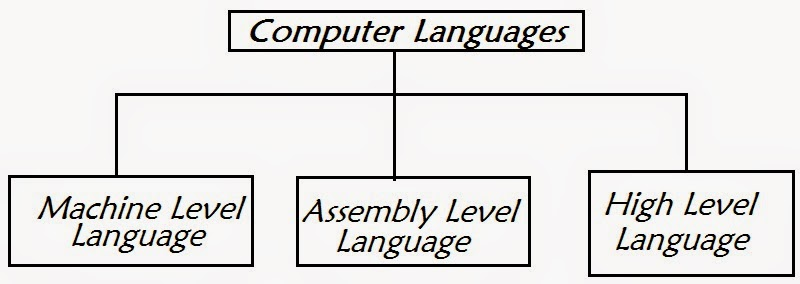 Computer Languages
Machine Level
Language
Assembly Level
Language
High Level
Language